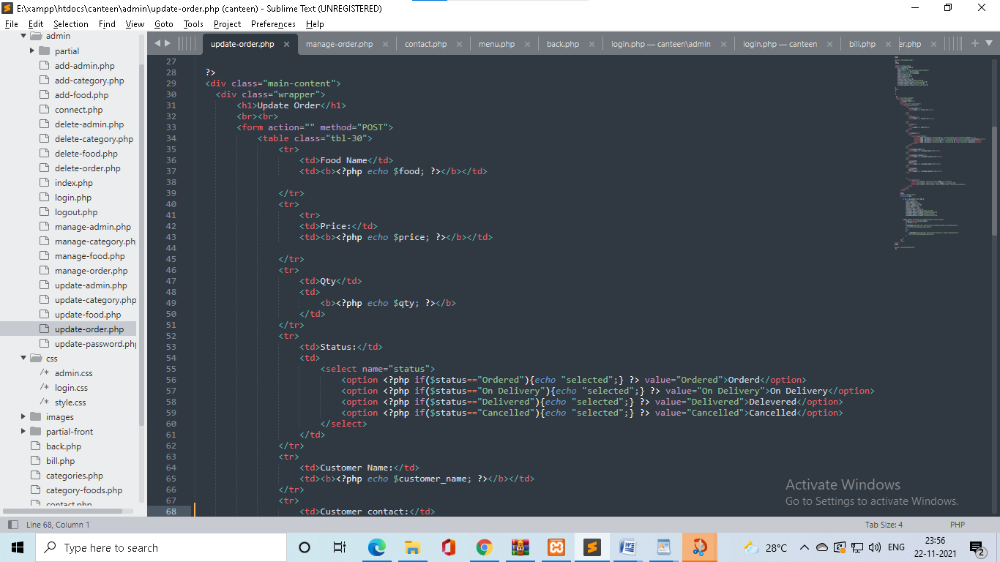 E:\xampp\htdocs\canteen\admin\update-order.php (canteen) - Sublime Text (UNREGISTERED)
File Edit Selection Find View Goto Tools Project Preferences Help
admin
partial
add-admin.php
add-category.php
add-food.php
connect.php
delete-admin.php
delete-category.php
delete-food.php
delete-order.php
index.php
login.php
logout.php
manage-admin.php
manage-category.ph
manage-food.php
manage-order.php
update-admin.php
update-category.php
update-food.php
update-order.php
update-password.php
css
/* admin.css
/* login.css
/* style.css
images
partial-front
back.php
bill.php
categories.php
category-foods.php
contact.php
update-order.php × manage-order.php × contact.php × menu.php × back.php × login.php — canteen\admin × login.php — canteen × bill.php × er.php ×
27
28 ?>
29 <div class="main-content">
30 <div class="wrapper">
31 <h1>Update Order</h1>
32 <br><br>
33 <form action="" method="POST">
34 <table class="tbl-30">
35 <tr>
36 <td>Food Name</td>
37 <td><b><?php echo $food; ?></b></td>
38
39 </tr>
40 <tr>
41 <tr>
42 <td>Price:</td>
43 <td><b><?php echo $price; ?></b></td>
44
45 </tr>
46 <tr>
47 <td>Qty</td>
48 <td>
49 <b><?php echo $qty; ?></b>
50 </td>
51 </tr>
52 <tr>
53 <td>Status:</td>
54 <td>
55 <select name="status">
56 <option <?php if($status=="Ordered"){echo "selected";} ?> value="Ordered">Orderd</option>
57 <option <?php if($status=="On Delivery"){echo "selected";} ?> value="On Delivery">On Delivery</option>
58 <option <?php if($status=="Delivered"){echo "selected";} ?> value="Delivered">Delevered</option>
59 <option <?php if($status=="Cancelled"){echo "selected";} ?> value="Cancelled">Cancelled</option>
60 </select>
61 </td>
62 </tr>
63 <tr>
64 <td>Customer Name:</td>
65 <td><b><?php echo $customer_name; ?></b></td>
66 </tr>
67 <tr>
68 <td>Customer contact:</td>
Activate Windows
Go to Settings to activate Windows.
Line 68, Column 1 Tab Size: 4 PHP
Type here to search
28°C ENG 23:56
22-11-2021
2